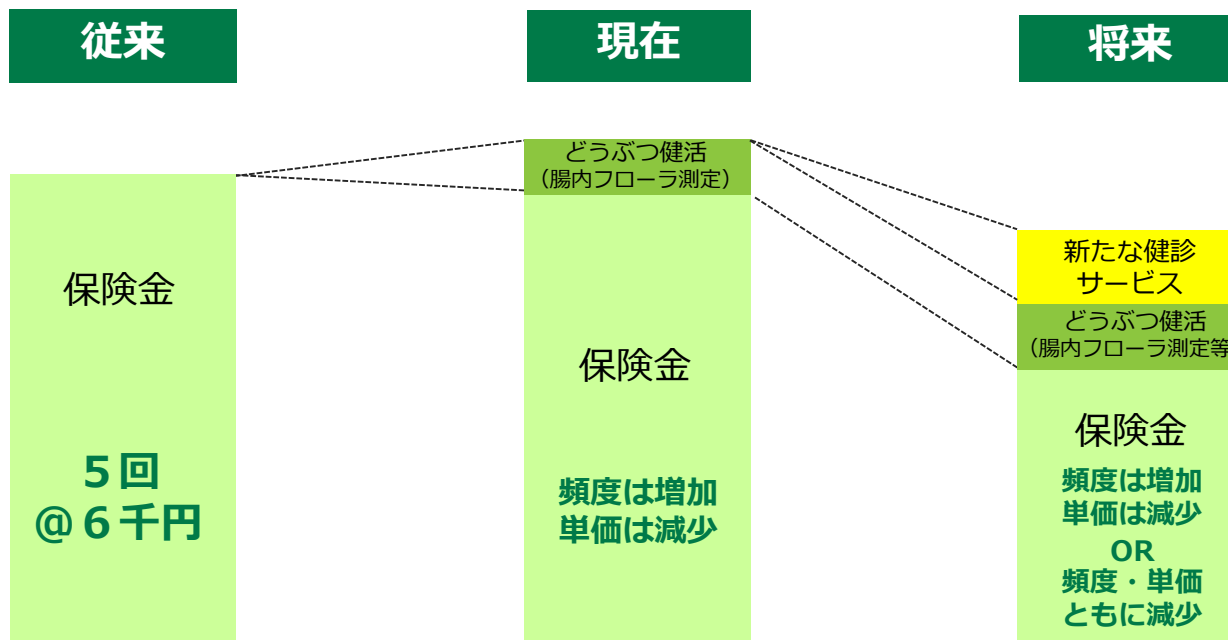 従来
保険金
５回
@６千円
現在
どうぶつ健活
（腸内フローラ測定）
保険金
頻度は増加
単価は減少
将来
新たな健診
サービス
どうぶつ健活
（腸内フローラ測定等
保険金
頻度は増加
単価は減少
OR
頻度・単価
ともに減少